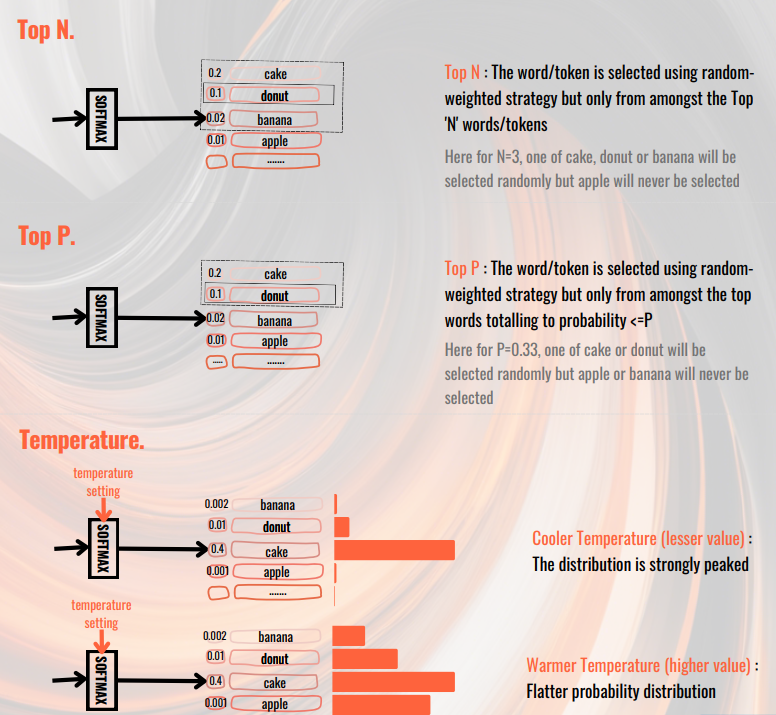 Top N.
SOFTMAX
0.2 cake
0.1 donut
0.02 banana
0.01 apple
.......
Top N : The word/token is selected using random-
weighted strategy but only from amongst the Top
'N' words/tokens
Here for N=3, one of cake, donut or banana will be
selected randomly but apple will never be selected
Top P.
SOFTMAX
0.2 cake
0.1 donut
0.02 banana
0.01 apple
..... .......
Top P : The word/token is selected using random-
weighted strategy but only from amongst the top
words totalling to probability <=P
Here for P=0.33, one of cake or donut will be
selected randomly but apple or banana will never be
selected
Temperature.
temperature
setting
SOFTMAX
0.002 banana
0.01 donut
0.4 cake
0.001 apple
.......
Cooler Temperature (lesser value) :
The distribution is strongly peaked
temperature
setting
SOFTMAX
0.002 banana
0.01 donut
0.4 cake
0.001 apple
Warmer Temperature (higher value) :
Flatter probability distribution